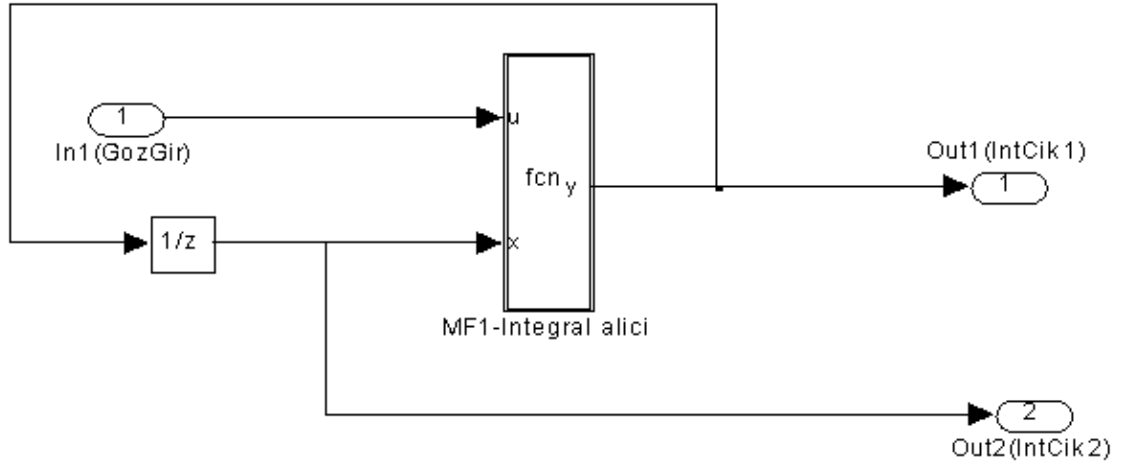 1
In1(GozGir)
u
fcn
y
x
MF1-Integral alici
1/z
Out1(IntCik1)
1
2
Out2(IntCik2)